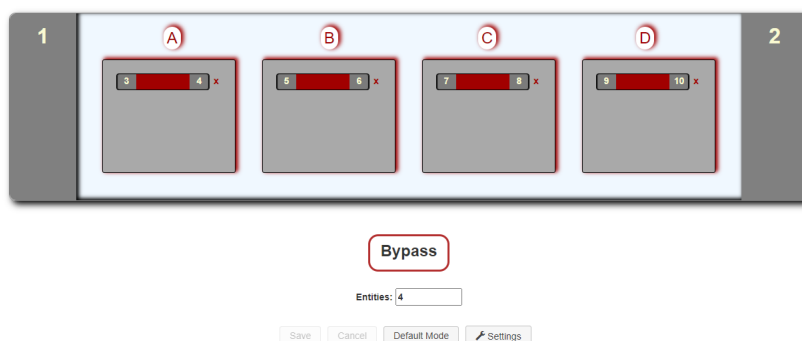 1 A B C D 2
3 4 x 5 6 x 7 8 x 9 10 x
Bypass
Entities: 4
Save Cancel Default Mode Settings